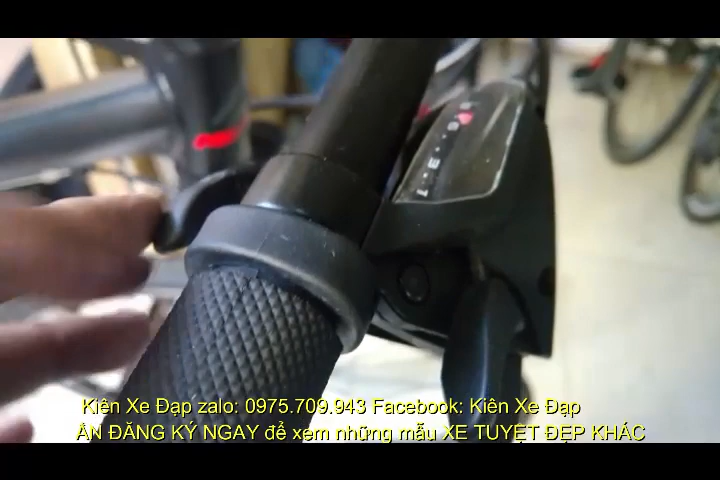 Kiên Xe Đạp zalo: 0975.709.943 Facebook: Kiên Xe Đạp
ẤN ĐĂNG KÝ NGAY để xem những mẫu XE TUYỆT ĐẸP KHÁC